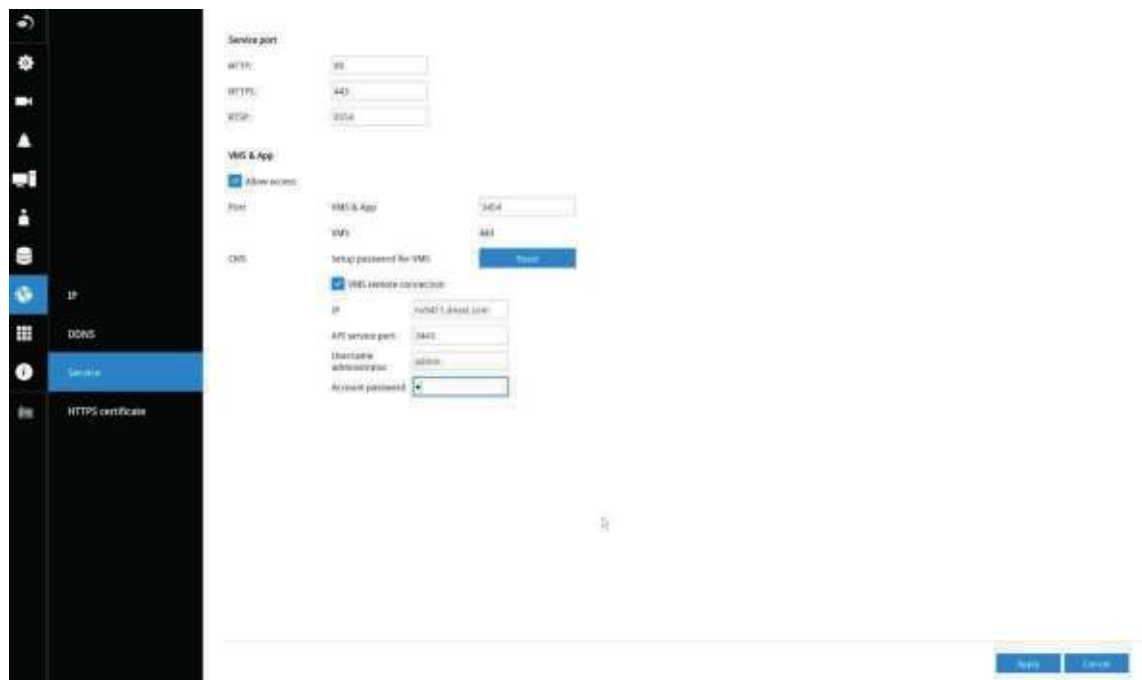 Service port
HTTP: 80
HTTPS: 443
RTSP:
VMS & App
Allow access
Port VMS & App 3454
VMS 443
CMS Setup password for VMS Reset
VMS remote connection
IP
IP
API service port 3443
DDNS
Username administrator admin
Service
Account password
HTTPS certificate
Apply Cancel